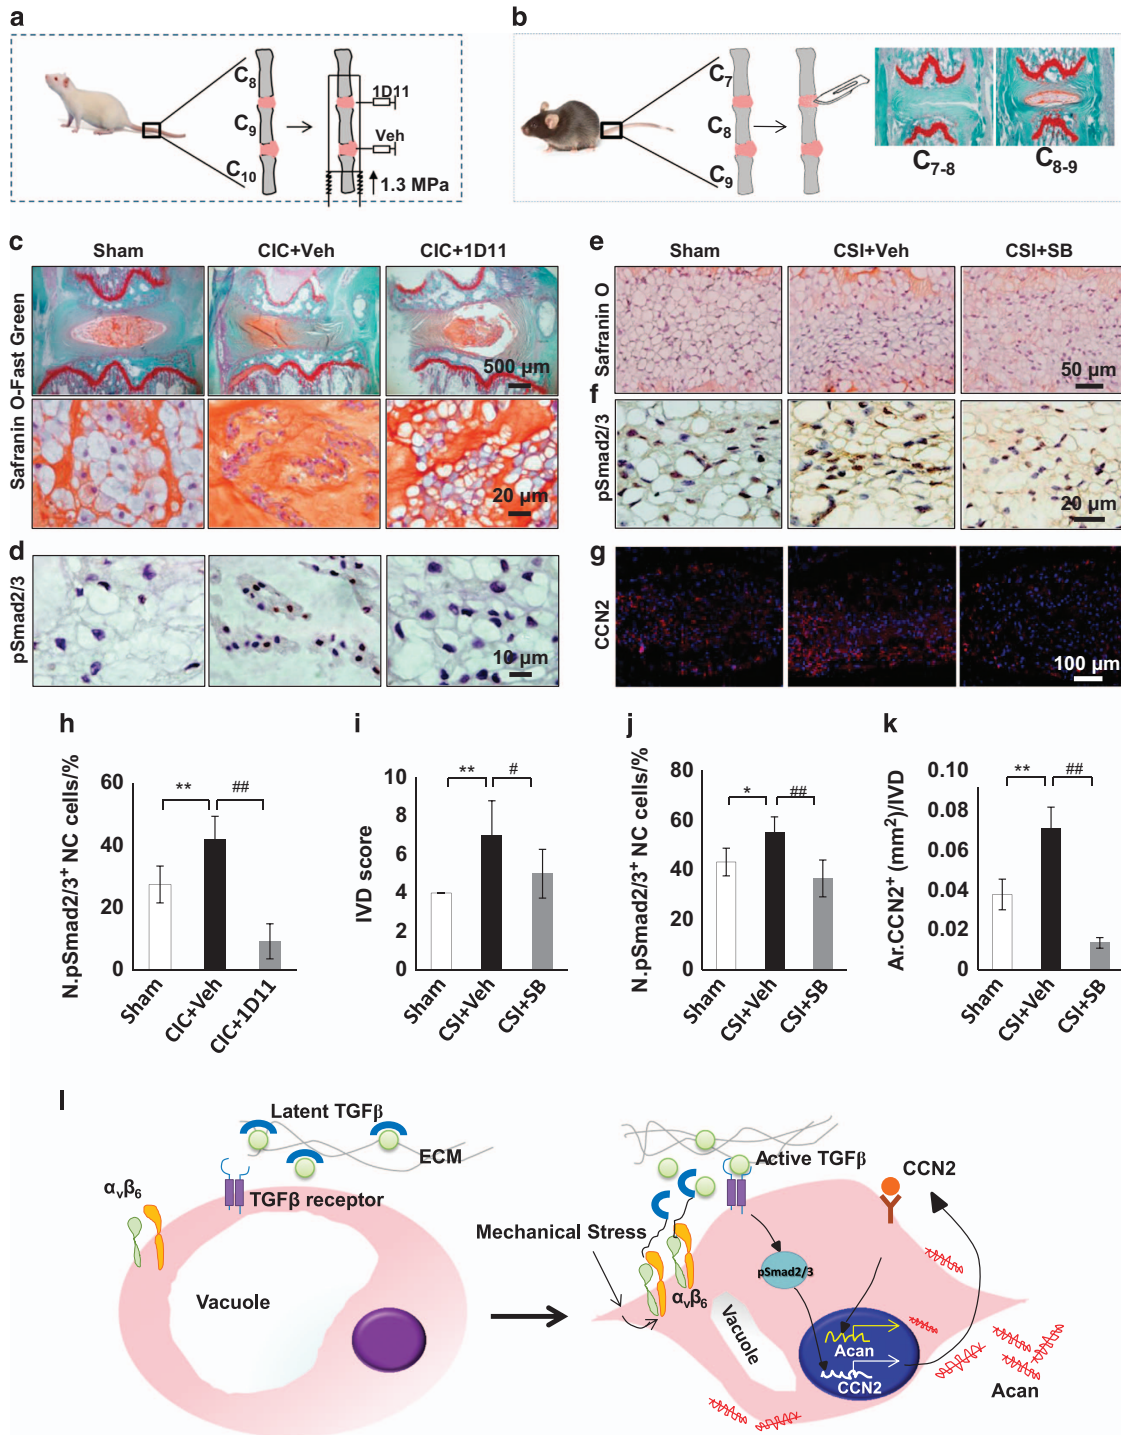 a
C8
C9
C10
1D11
Veh
1.3 MPa
b
C7
C8
C9
C7-8
C8-9
c
Sham
CIC+Veh
CIC+1D11
Safranin O-Fast Green
500 µm
20 µm
d
pSmad2/3
10 µm
e
Sham
CSI+Veh
CSI+SB
Safranin O
50 µm
f
pSmad2/3
20 µm
g
CCN2
100 µm
h
N.pSmad2/3+ NC cells/%
60
40
20
0
**
##
Sham
CIC+Veh
CIC+1D11
i
IVD score
10
8
6
4
2
0
**
#
Sham
CSI+Veh
CSI+SB
j
N.pSmad2/3+ NC cells/%
80
60
40
20
0
*
##
Sham
CSI+Veh
CSI+SB
k
Ar.CCN2+ (mm2)/IVD
0.10
0.08
0.06
0.04
0.02
0
**
##
Sham
CSI+Veh
CSI+SB
l
Latent TGFβ
ECM
αvβ6
TGFβ receptor
Vacuole
Active TGFβ
CCN2
Mechanical Stress
pSmad2/3
αvβ6
Vacuole
Acan
CCN2
Acan